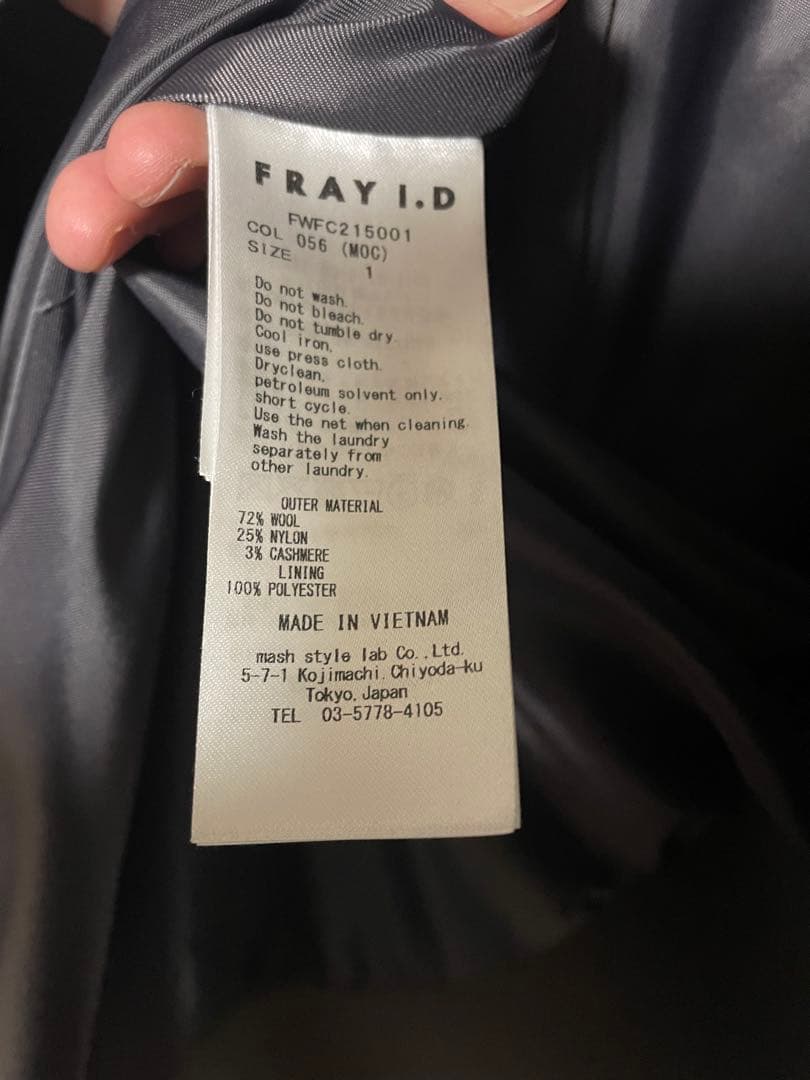 FRAY I.D
FWFC215001
COL 056 (MOC)
SIZE 1
Do not wash.
Do not bleach.
Do not tumble dry.
Cool iron.
use press cloth.
Dryclean,
petroleum solvent only.
short cycle.
Use the net when cleaning.
Wash the laundry
separately from
other laundry.
OUTER MATERIAL
72% WOOL
25% NYLON
3% CASHMERE
LINING
100% POLYESTER
MADE IN VIETNAM
mash style lab Co.,Ltd.
5-7-1 Kojimachi, Chiyoda-ku
Tokyo, Japan
TEL 03-5778-4105